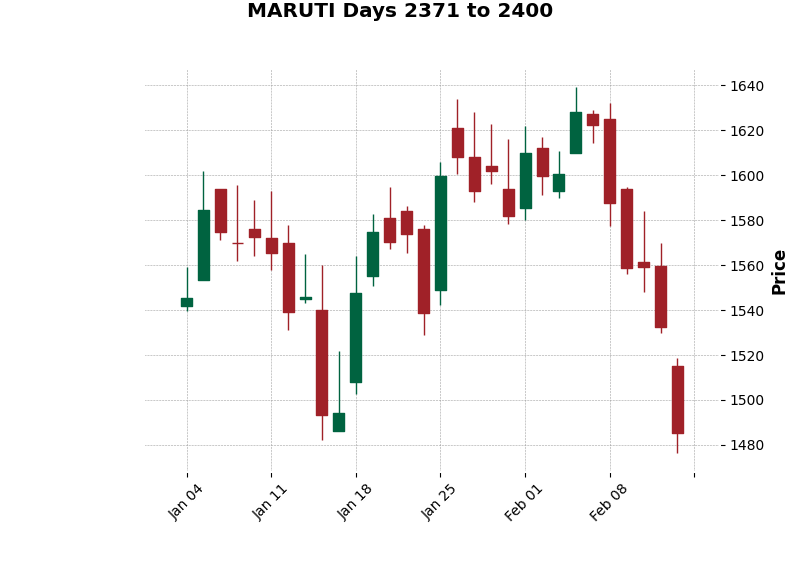 MARUTI Days 2371 to 2400
1640
1620
1600
1580
1560
1540
1520
1500
1480
Price
Jan 04
Jan 11
Jan 18
Jan 25
Feb 01
Feb 08